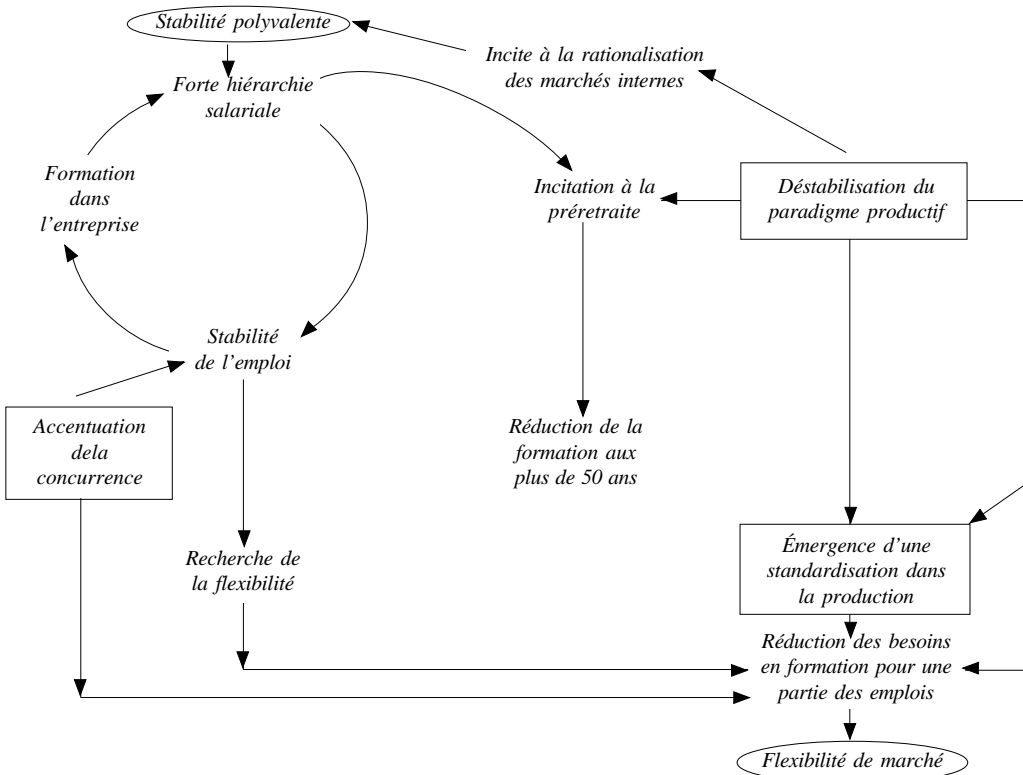 Stabilité polyvalente
Incite à la rationalisation
des marchés internes
Forte hiérarchie
salariale
Formation
dans
l'entreprise
Incitation à la
préretraite
Déstabilisation du
paradigme productif
Stabilité
de l'emploi
Accentuation
dela
concurrence
Réduction de la
formation aux
plus de 50 ans
Recherche de
la flexibilité
Émergence d'une
standardisation dans
la production
Réduction des besoins
en formation pour une
partie des emplois
Flexibilité de marché